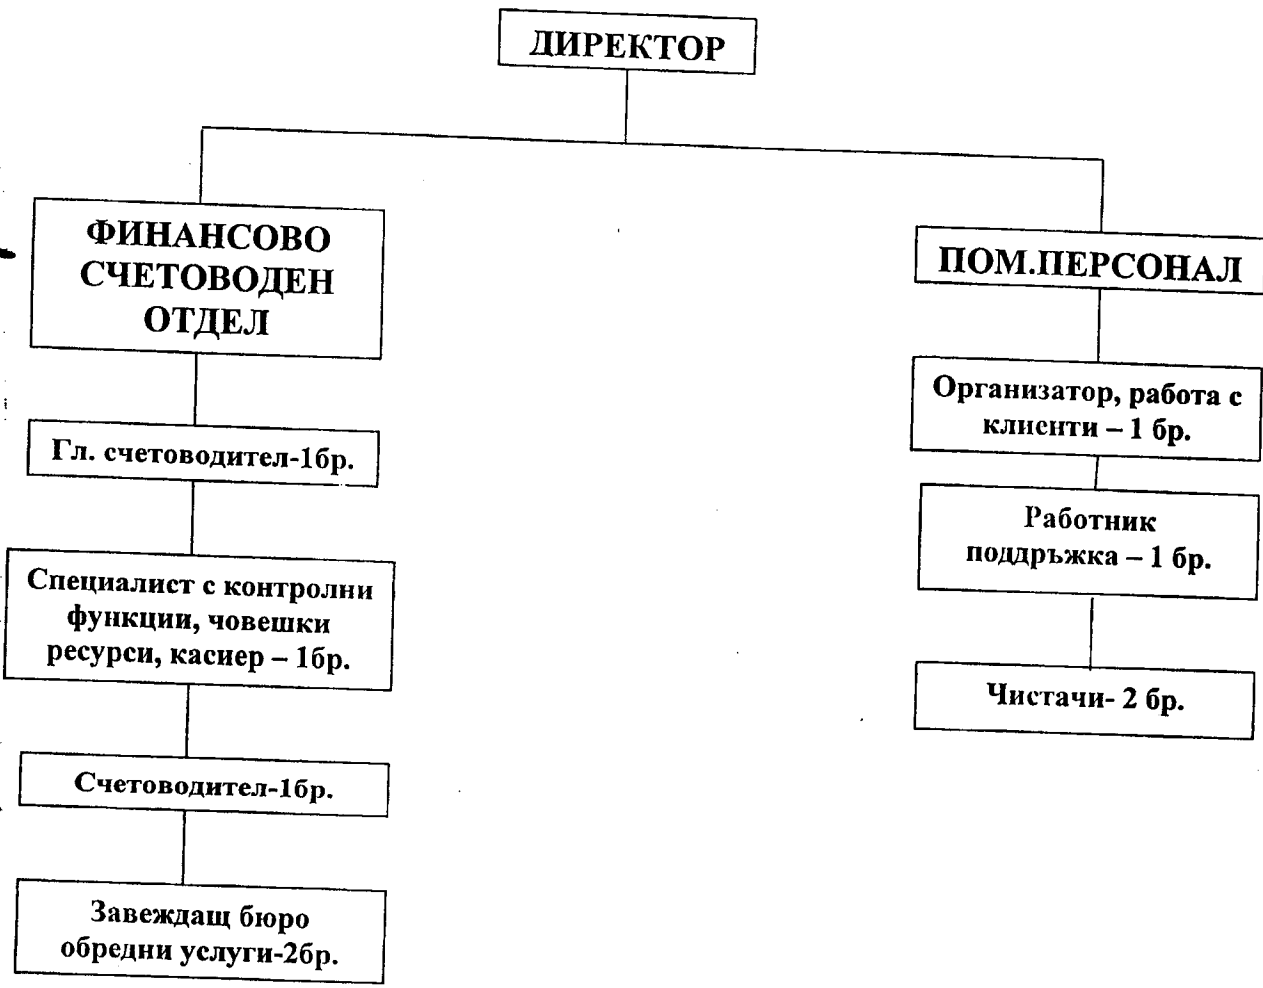 ДИРЕКТОР
ФИНАНСОВО
СЧЕТОВОДЕН
ОТДЕЛ
Гл. счетоводител-1бр.
Специалист с контролни
функции, човешки
ресурси, касиер – 1бр.
Счетоводител-1бр.
Завеждащ бюро
обредни услуги-2бр.
ПОМ.ПЕРСОНАЛ
Организатор, работа с
клиенти – 1 бр.
Работник
поддръжка – 1 бр.
Чистачи- 2 бр.